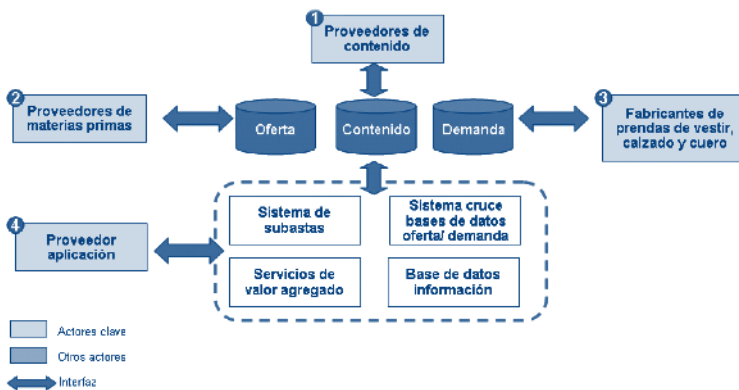 1
Proveedores de
contenido
2
Proveedores de
materias primas
Oferta
Contenido
Demanda
3
Fabricantes de
prendas de vestir,
calzado y cuero
4
Proveedor
aplicación
Sistema de
subastas
Sistema cruce
bases de datos
oferta/ demanda
Servicios de
valor agregado
Base de datos
información
Actores clave
Otros actores
Interfaz